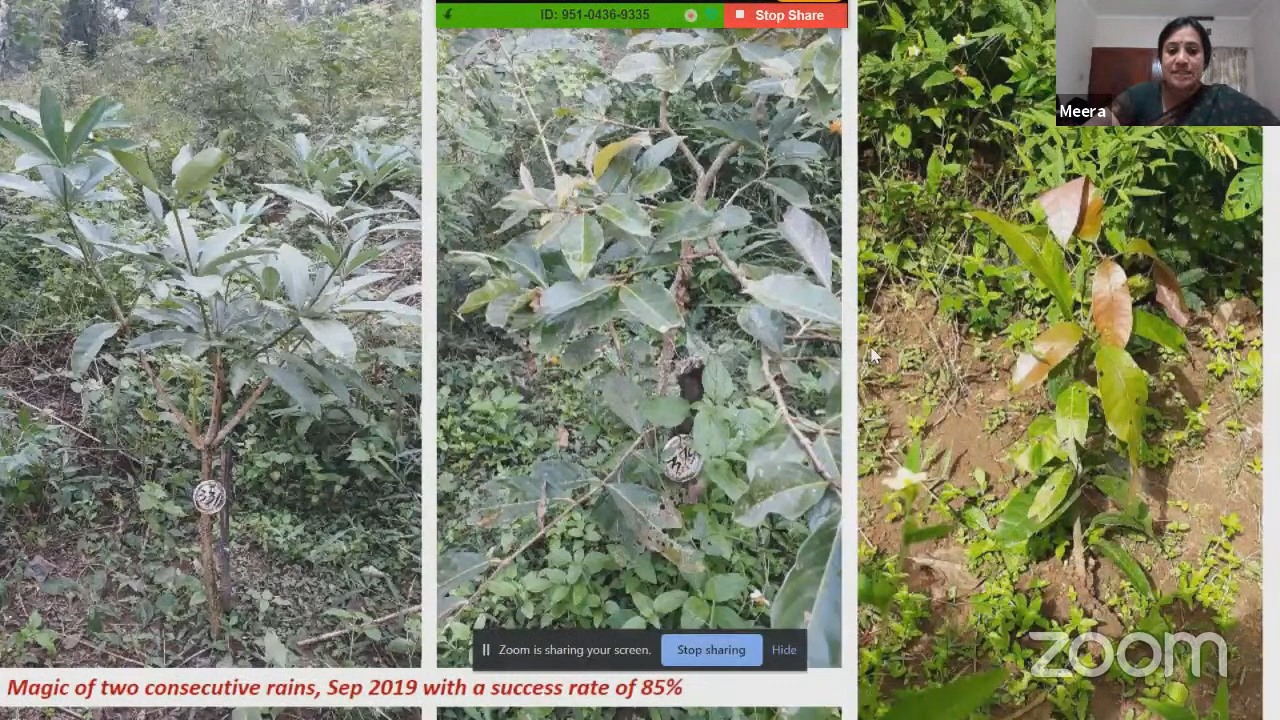 ID: 951-0436-9335
Stop Share
Meera
Zoom is sharing your screen.
Stop sharing
Hide
zoom
Magic of two consecutive rains, Sep 2019 with a success rate of 85%